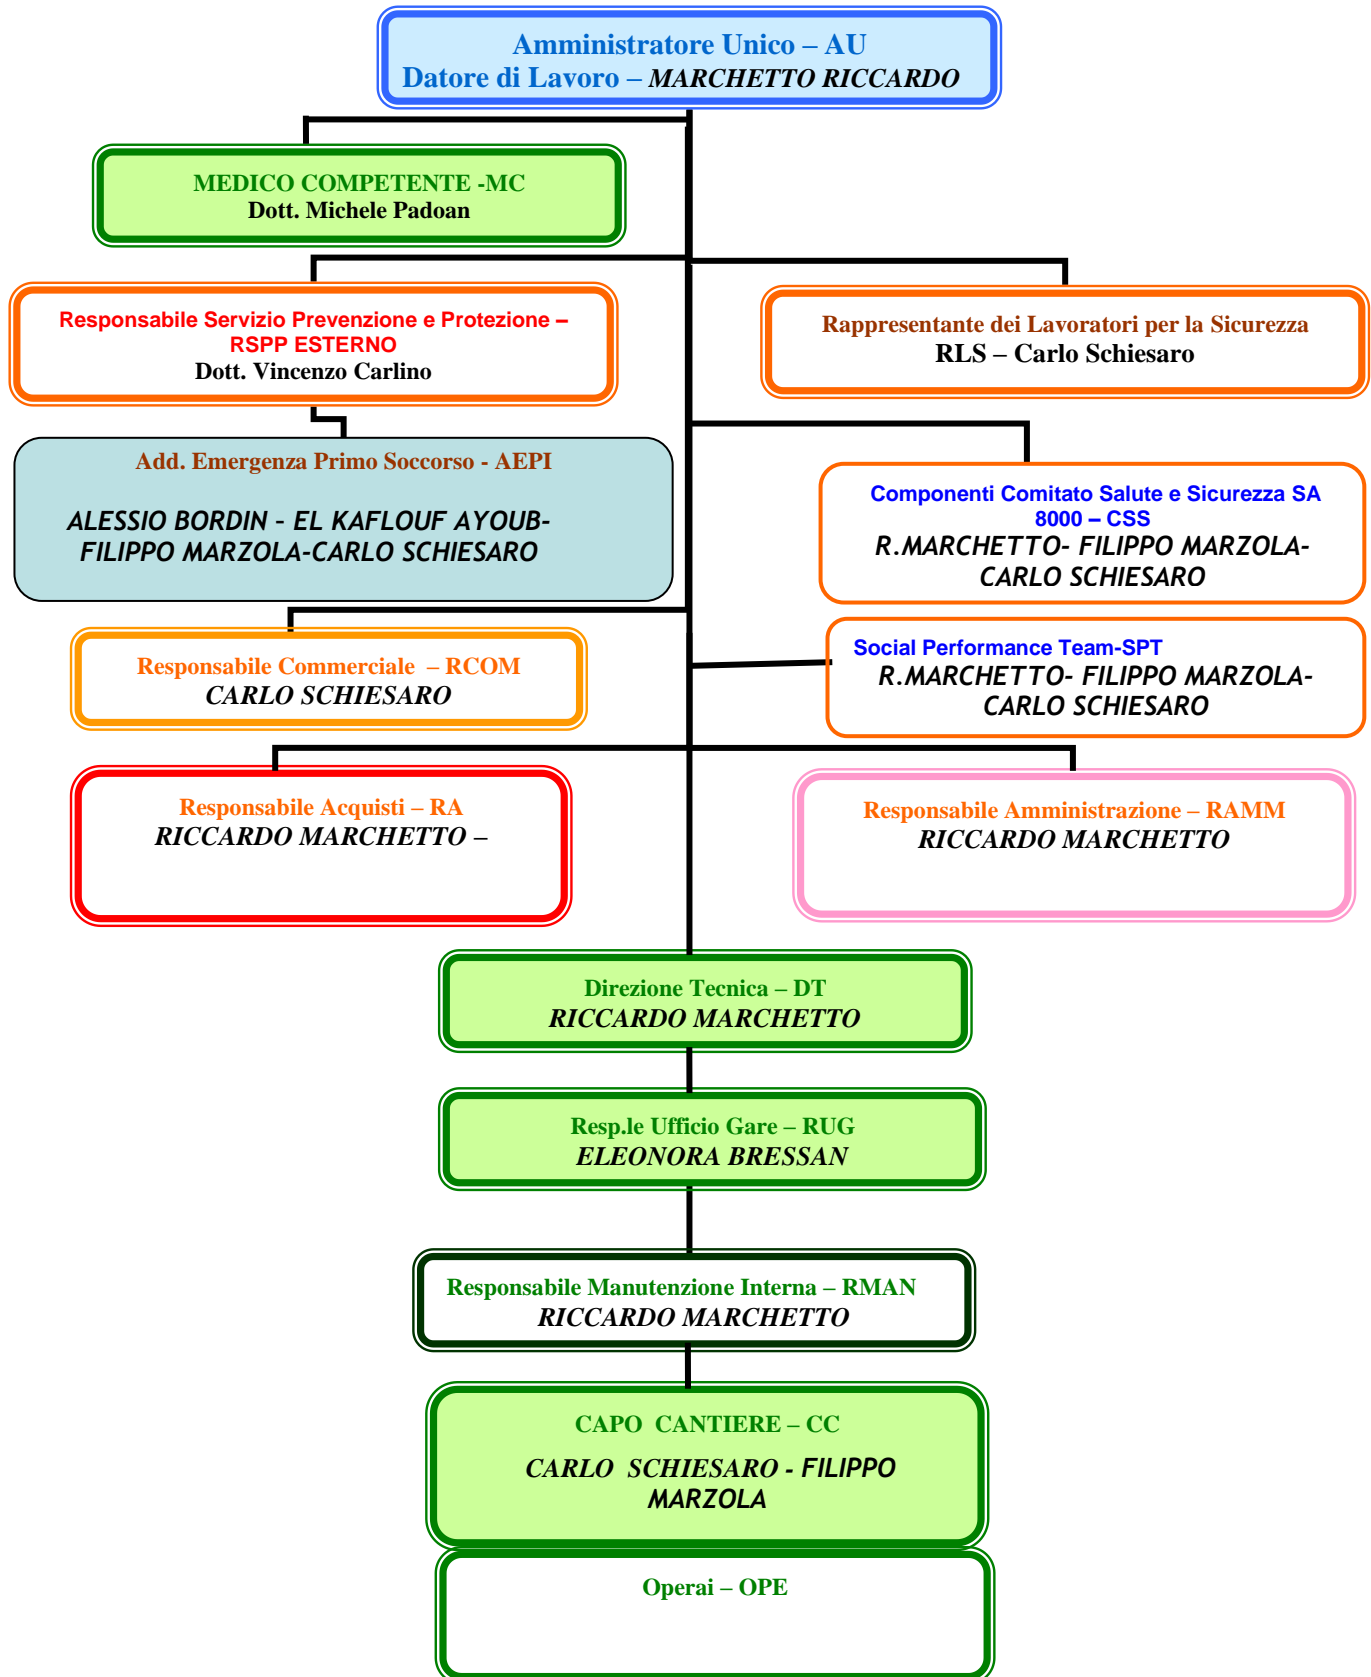 Amministratore Unico – AU
Datore di Lavoro – MARCHETTO RICCARDO
MEDICO COMPETENTE -MC
Dott. Michele Padoan
Responsabile Servizio Prevenzione e Protezione –
RSPP ESTERNO
Dott. Vincenzo Carlino
Rappresentante dei Lavoratori per la Sicurezza
RLS – Carlo Schiesaro
Add. Emergenza Primo Soccorso - AEPI
ALESSIO BORDIN – EL KAFLOUF AYOUB-
FILIPPO MARZOLA-CARLO SCHIESARO
Componenti Comitato Salute e Sicurezza SA
8000 – CSS
R.MARCHETTO- FILIPPO MARZOLA-
CARLO SCHIESARO
Responsabile Commerciale – RCOM
CARLO SCHIESARO
Social Performance Team-SPT
R.MARCHETTO- FILIPPO MARZOLA-
CARLO SCHIESARO
Responsabile Acquisti – RA
RICCARDO MARCHETTO –
Responsabile Amministrazione – RAMM
RICCARDO MARCHETTO
Direzione Tecnica – DT
RICCARDO MARCHETTO
Resp.le Ufficio Gare – RUG
ELEONORA BRESSAN
Responsabile Manutenzione Interna – RMAN
RICCARDO MARCHETTO
CAPO CANTIERE – CC
CARLO SCHIESARO - FILIPPO
MARZOLA
Operai – OPE